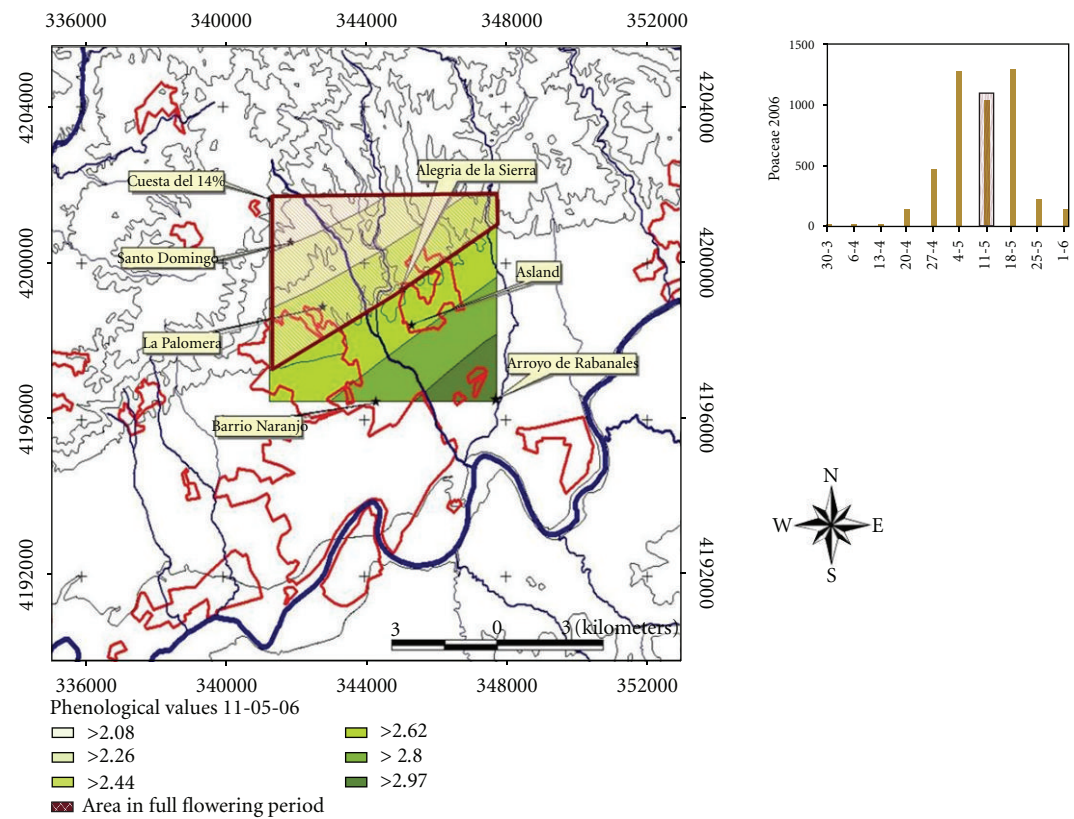 336000 340000 344000 348000 352000
4204000
4200000
4196000
4192000
4204000
4200000
4196000
4192000
Cuesta del 14%
Alegria de la Sierra
Santo Domingo
Asland
La Palomera
Arroyo de Rabanales
Barrio Naranjo
3 0 3 (kilometers)
336000 340000 344000 348000 352000
Phenological values 11-05-06
>2.08
>2.26
>2.44
>2.62
> 2.8
>2.97
Area in full flowering period
Poaceae 2006
1500
1000
500
0
30-3 6-4 13-4 20-4 27-4 4-5 11-5 18-5 25-5 1-6
N
W E
S